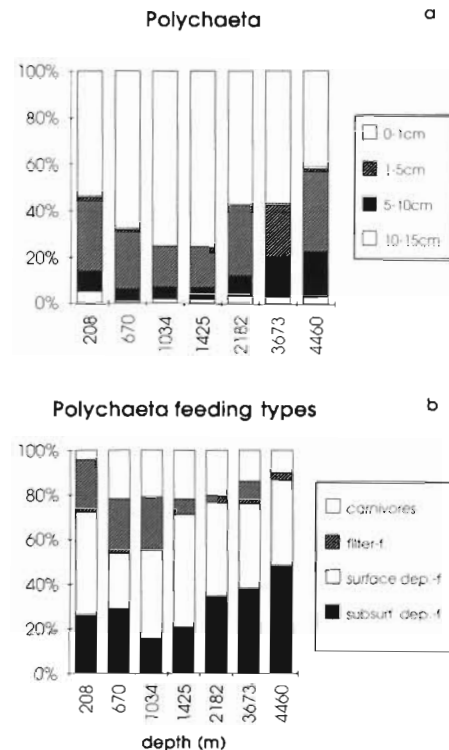 Polychaeta
a
100%
80%
60%
40%
20%
0%
208
670
1034
1425
2182
3673
4460
0-1cm
1-5cm
5-10cm
10-15cm
Polychaeta feeding types
b
100%
80%
60%
40%
20%
0%
208
670
1034
1425
2182
3673
4460
depth (m)
carnivores
filter-f.
surface dep.-f
subsurf. dep.-f